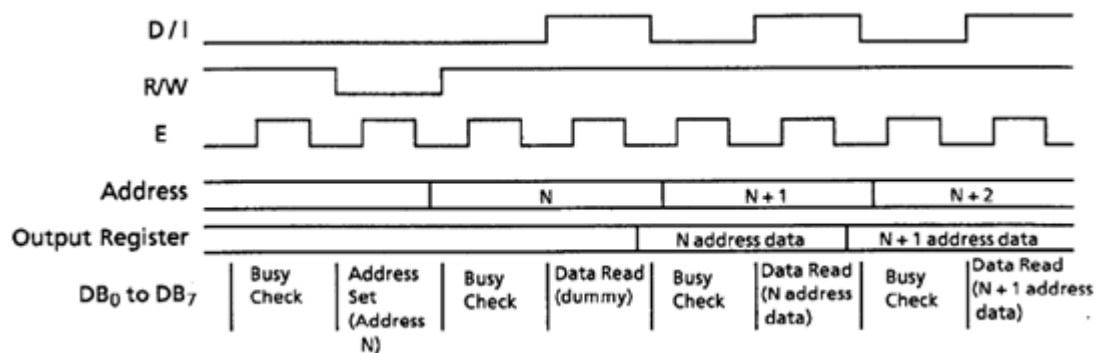 D / I
R/W
E
Address
N
N + 1
N + 2
Output Register
N address data
N + 1 address data
DB0 to DB7
Busy
Check
Address
Set
(Address
N)
Busy
Check
Data Read
(dummy)
Busy
Check
Data Read
(N address
data)
Busy
Check
Data Read
(N + 1 address
data)